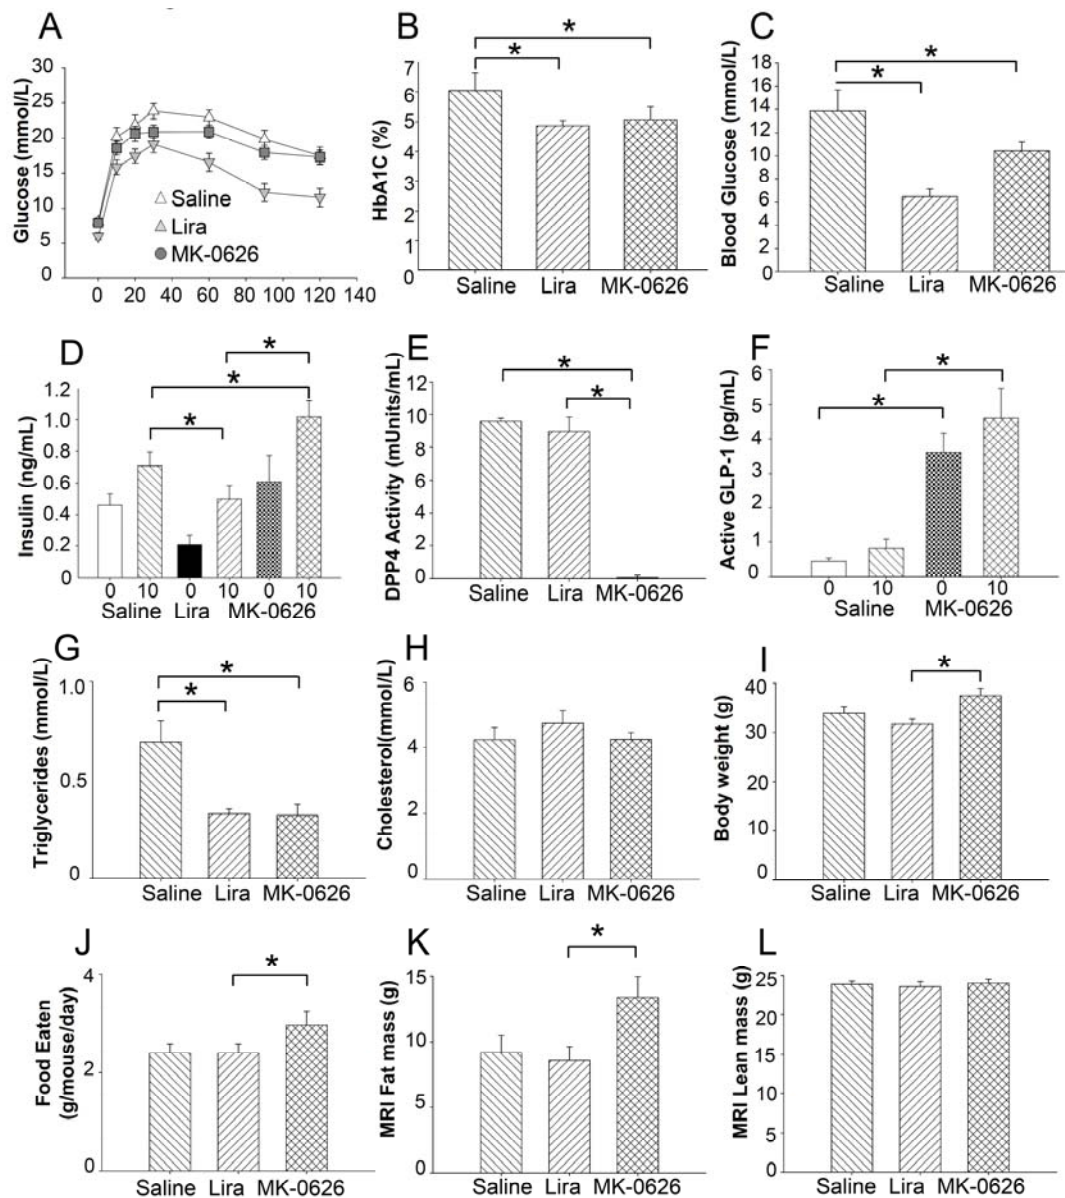 A
Glucose (mmol/L)
30
25
20
15
10
5
0
0 20 40 60 80 100 120 140
Saline
Lira
MK-0626
B
*
*
HbA1C (%)
7
6
5
4
3
2
1
0
Saline Lira MK-0626
C
*
*
Blood Glucose (mmol/L)
18
16
14
12
10
8
6
4
2
0
Saline Lira MK-0626
D
*
*
*
Insulin (ng/mL)
1.2
1.0
0.8
0.6
0.4
0.2
0
0 10 0 10 0 10
Saline Lira MK-0626
E
*
*
DPP4 Activity (mUnits/mL)
12
10
8
6
4
2
0
Saline Lira MK-0626
F
*
*
Active GLP-1 (pg/mL)
6
5
4
3
2
1
0
0 10 0 10
Saline MK-0626
G
*
*
Triglycerides (mmol/L)
1.0
0.5
0
Saline Lira MK-0626
H
Cholesterol(mmol/L)
6
4
2
0
Saline Lira MK-0626
I
*
Body weight (g)
40
30
20
10
0
Saline Lira MK-0626
J
*
Food Eaten
(g/mouse/day)
4
2
0
Saline Lira MK-0626
K
*
MRI Fat mass (g)
15
10
5
0
Saline Lira MK-0626
L
MRI Lean mass (g)
25
20
15
10
5
0
Saline Lira MK-0626